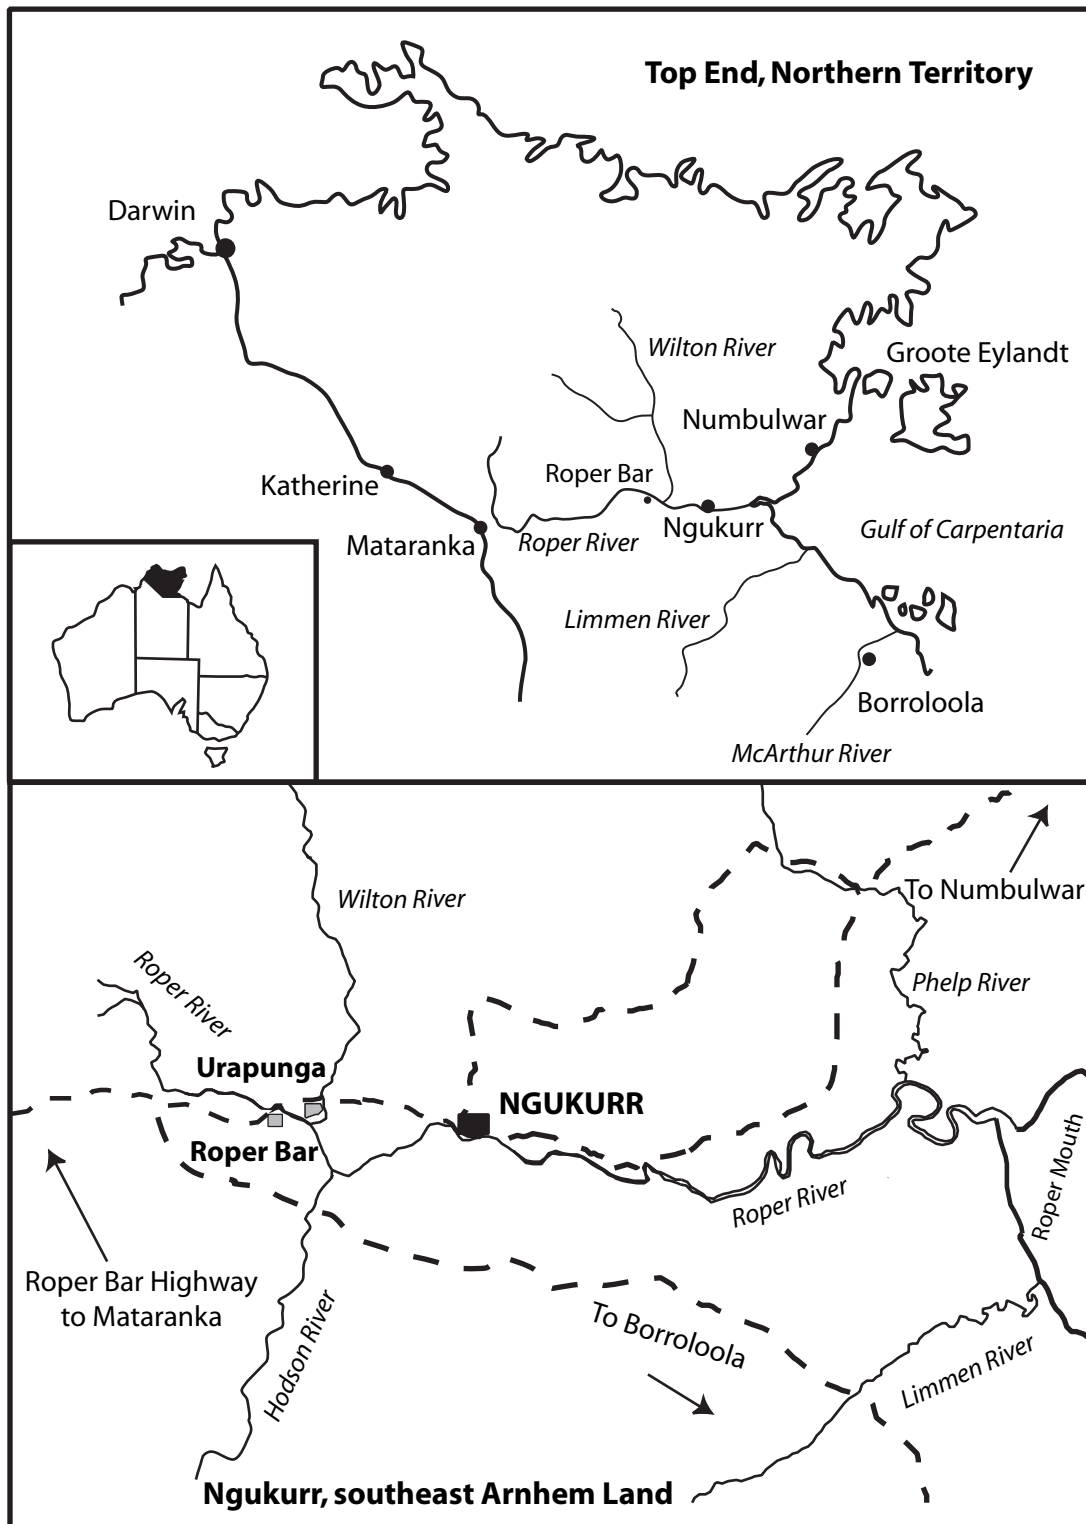 Top End, Northern Territory
Darwin
Wilton River
Groote Eylandt
Numbulwar
Roper Bar
Katherine
Ngukurr
Gulf of Carpentaria
Mataranka
Roper River
Limmen River
Borroloola
McArthur River
Wilton River
To Numbulwar
Roper River
Phelp River
Urapunga
NGUKURR
Roper Bar
Roper Mouth
Roper River
Roper Bar Highway
to Mataranka
Hodson River
To Borroloola
Limmen River
Ngukurr, southeast Arnhem Land